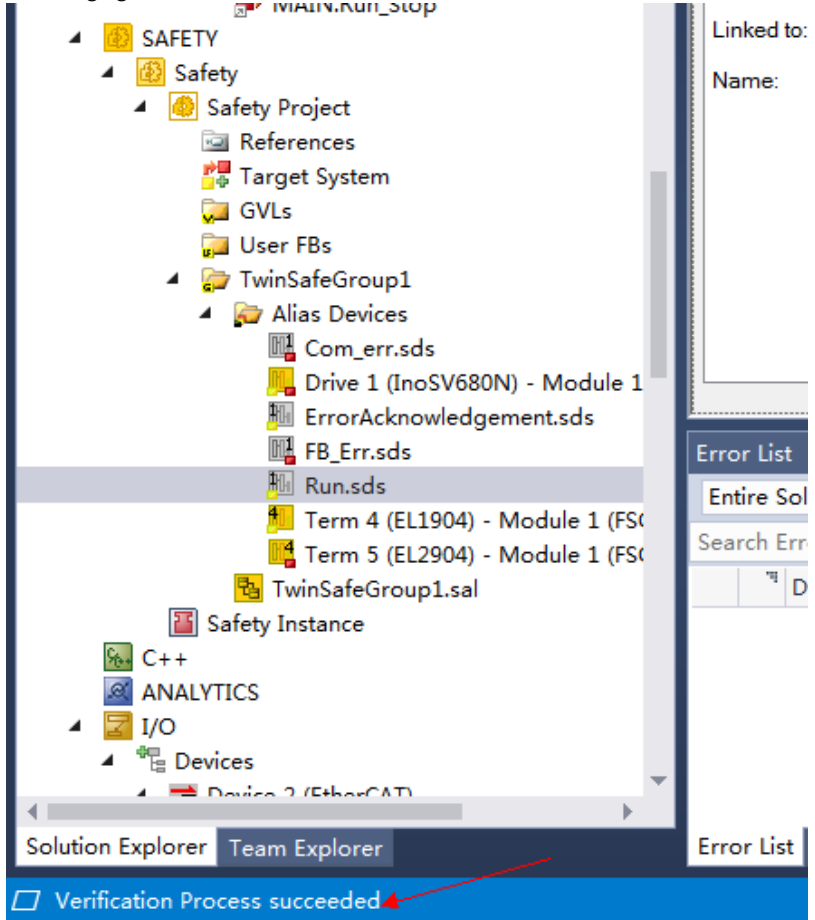 MAIN.Run_Stop
SAFETY
Safety
Safety Project
References
Target System
GVLs
User FBs
TwinSafeGroup1
Alias Devices
Com_err.sds
Drive 1 (InoSV680N) - Module 1
ErrorAcknowledgement.sds
FB_Err.sds
Run.sds
Term 4 (EL1904) - Module 1 (FS
Term 5 (EL2904) - Module 1 (FS
TwinSafeGroup1.sal
Safety Instance
C++
ANALYTICS
I/O
Devices
Device 2 (EtherCAT)
Solution Explorer Team Explorer
Linked to:
Name:
Error List
Entire Sol
Search Err
D
Error List
Verification Process succeeded